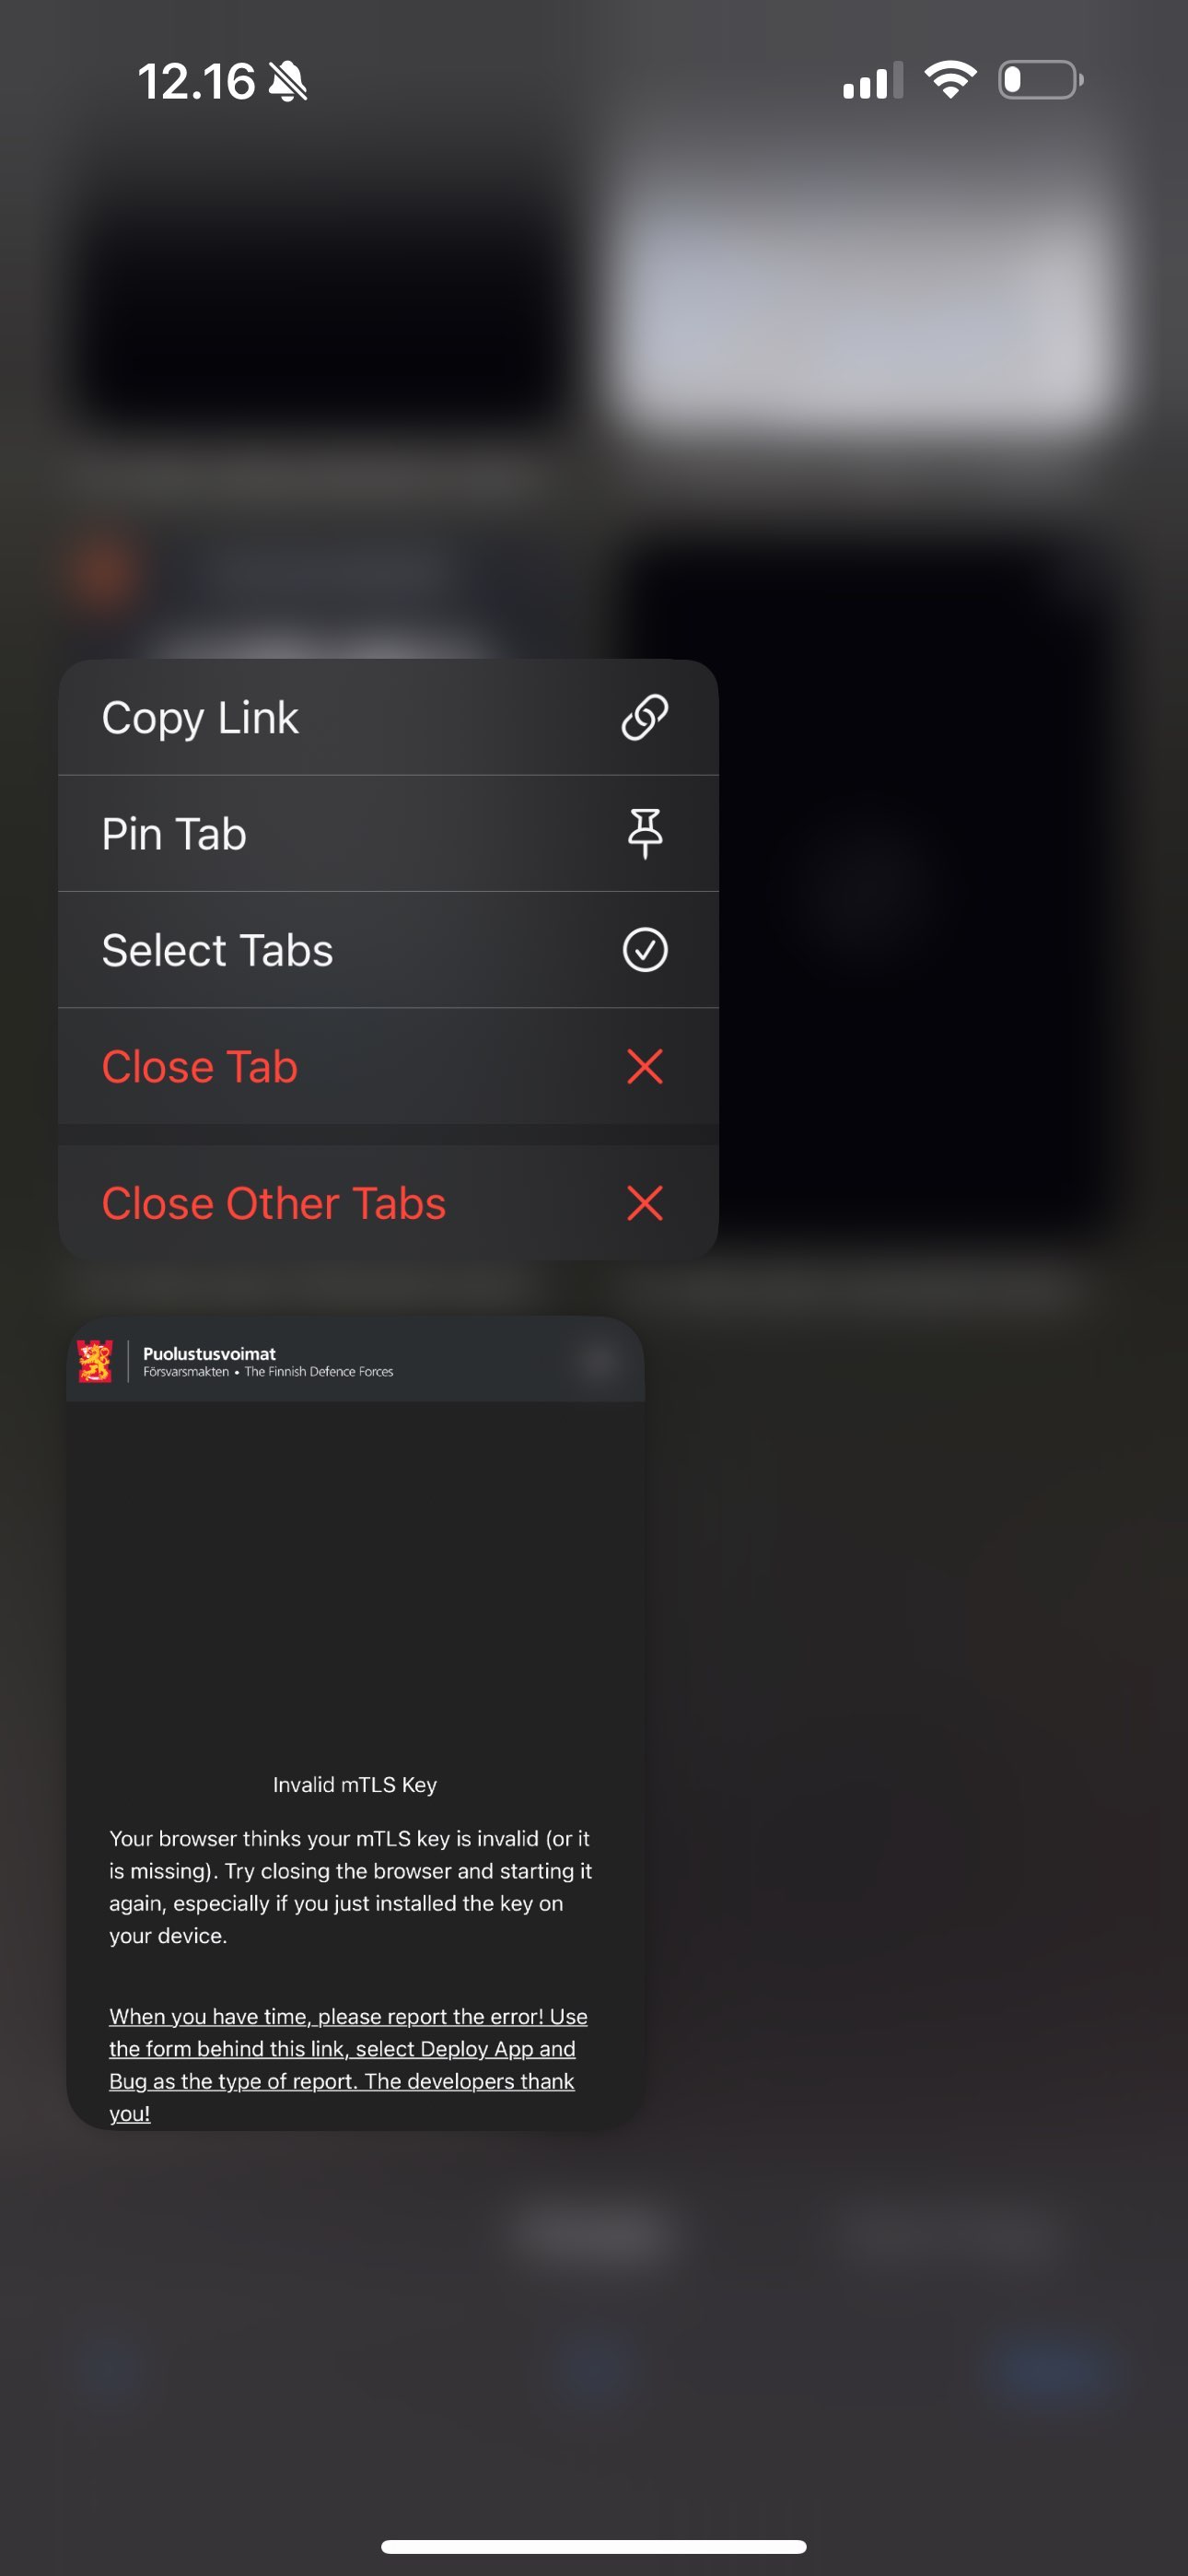 12.16
Copy Link
Pin Tab
Select Tabs
Close Tab
Close Other Tabs
Puolustusvoimat
Försvarsmakten • The Finnish Defence Forces
Invalid mTLS Key
Your browser thinks your mTLS key is invalid (or it
is missing). Try closing the browser and starting it
again, especially if you just installed the key on
your device.
When you have time, please report the error! Use
the form behind this link, select Deploy App and
Bug as the type of report. The developers thank
you!